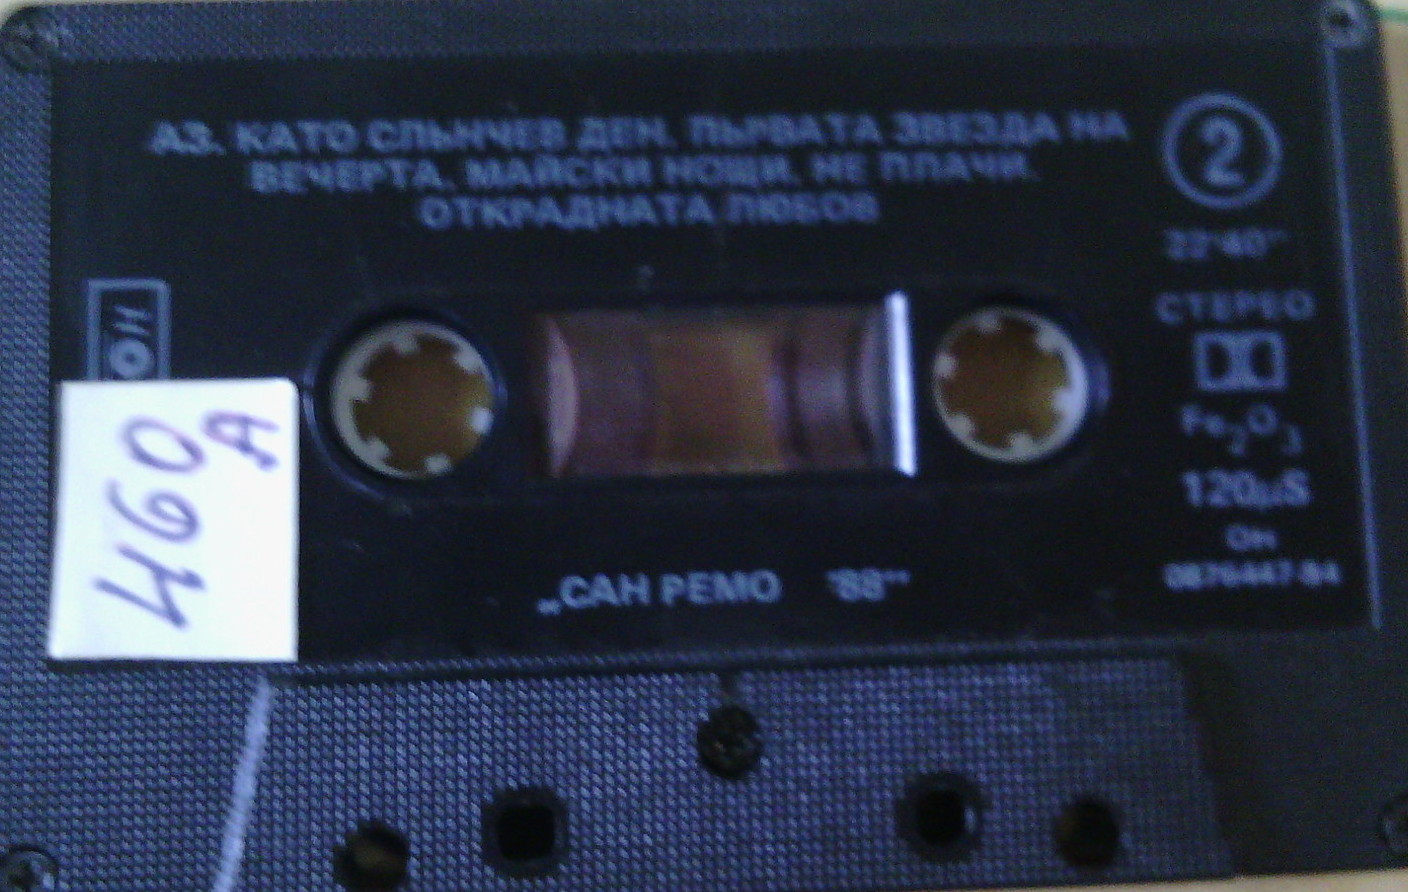 АЗ. КАТО СЛЪНЧЕВ ДЕН. ПЪРВАТА ЗВЕЗДА НА
ВЕЧЕРТА. МАЙСКИ НОЩИ. НЕ ПЛАЧИ.
ОТКРАДНАТА ЛЮБОВ
2
22'40"
СТЕРЕО
Fe2O3
120µS
460
А
„САН РЕМО '88"